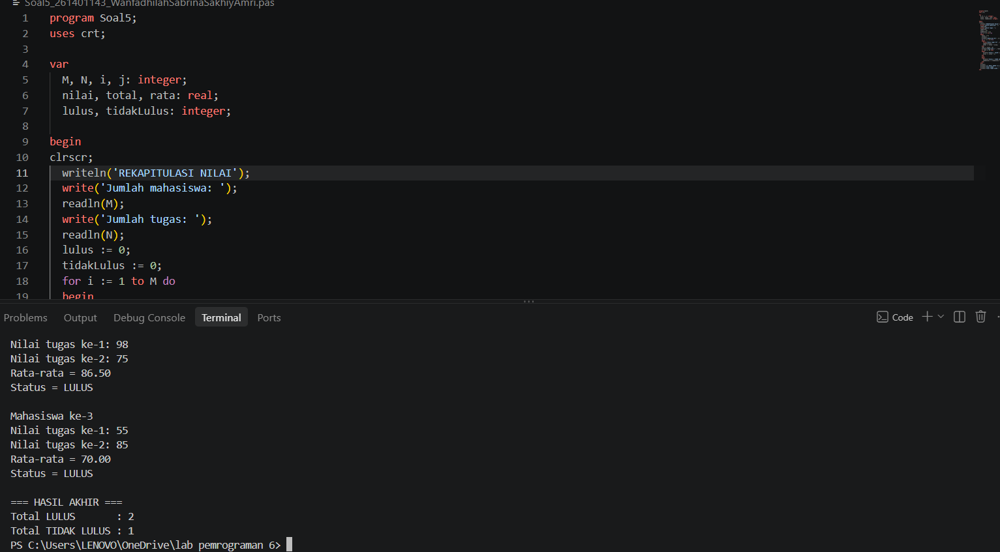 Soal5_261401143_WanfadhilahSabrinaSakhiyAmri.pas
1 program Soal5;
2 uses crt;
3
4 var
5 M, N, i, j: integer;
6 nilai, total, rata: real;
7 lulus, tidakLulus: integer;
8
9 begin
10 clrscr;
11 writeln('REKAPITULASI NILAI');
12 write('Jumlah mahasiswa: ');
13 readln(M);
14 write('Jumlah tugas: ');
15 readln(N);
16 lulus := 0;
17 tidakLulus := 0;
18 for i := 1 to M do
19 begin
Problems Output Debug Console Terminal Ports Code
Nilai tugas ke-1: 98
Nilai tugas ke-2: 75
Rata-rata = 86.50
Status = LULUS
Mahasiswa ke-3
Nilai tugas ke-1: 55
Nilai tugas ke-2: 85
Rata-rata = 70.00
Status = LULUS
=== HASIL AKHIR ===
Total LULUS : 2
Total TIDAK LULUS : 1
PS C:\Users\LENOVO\OneDrive\lab pemrograman 6>